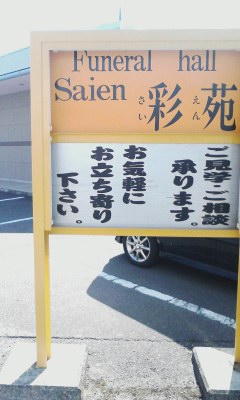 Funeral hall
Saien 彩苑
さい えん
ご見学・ご相談
承ります。
お気軽に
お立ち寄り
下さい。